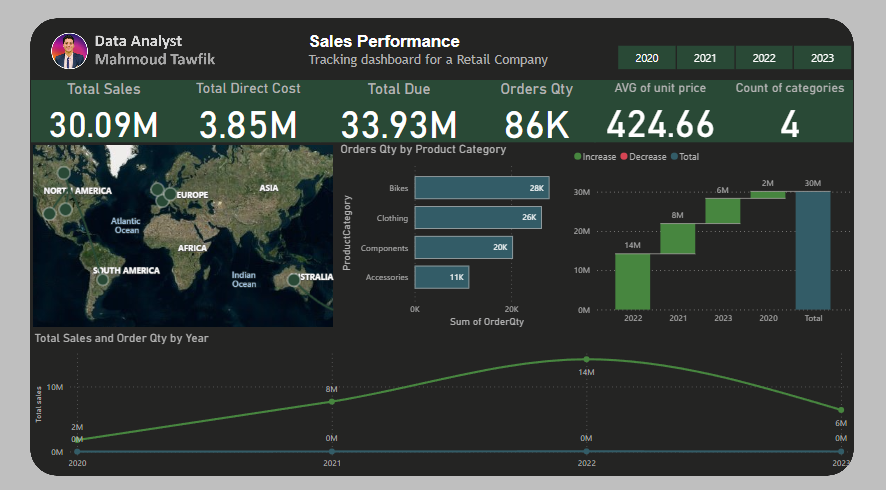 Data Analyst
Mahmoud Tawfik
Sales Performance
Tracking dashboard for a Retail Company
2020 2021 2022 2023
Total Sales Total Direct Cost Total Due Orders Qty AVG of unit price Count of categories
30.09M 3.85M 33.93M 86K 424.66 4
NORTH AMERICA
EUROPE
ASIA
Atlantic
Ocean
AFRICA
SOUTH AMERICA
Indian
Ocean
STRALIA
Orders Qty by Product Category
ProductCategory
Bikes 28K
Clothing 26K
Components 20K
Accessories 11K
0K 20K
Sum of OrderQty
Increase Decrease Total
30M
20M
10M
0M
14M 8M 6M 2M 30M
2022 2021 2023 2020 Total
Total Sales and Order Qty by Year
Total sales
10M
0M
2M 8M 14M 6M
0M 0M 0M 0M
2020 2021 2022 2023